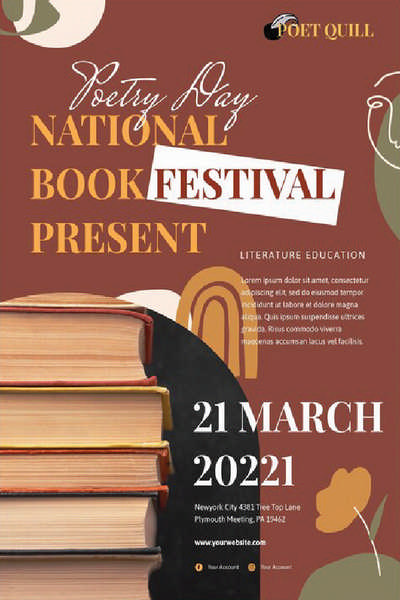 POET QUILL
Poetry Day
NATIONAL
BOOK FESTIVAL
PRESENT
LITERATURE EDUCATION
Lorem ipsum dolor sit amet, consectetur
adipiscing elit, sed do eiusmod tempor
incididunt ut labore et dolore magna
aliqua. Quis ipsum suspendisse ultrices
gravida. Risus commodo viverra
maecenas accumsan lacus vel facilisis.
21 MARCH
20221
Newyork City 4381 Tree Top Lane
Plymouth Meeting, PA 19462
www.yourwebsite.com
Your Account Your Account